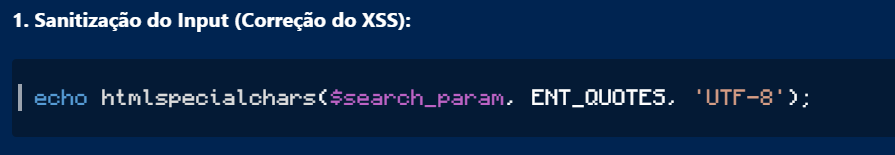 1. Sanitização do Input (Correção do XSS):
echo htmlspecialchars($search_param, ENT_QUOTES, 'UTF-8');